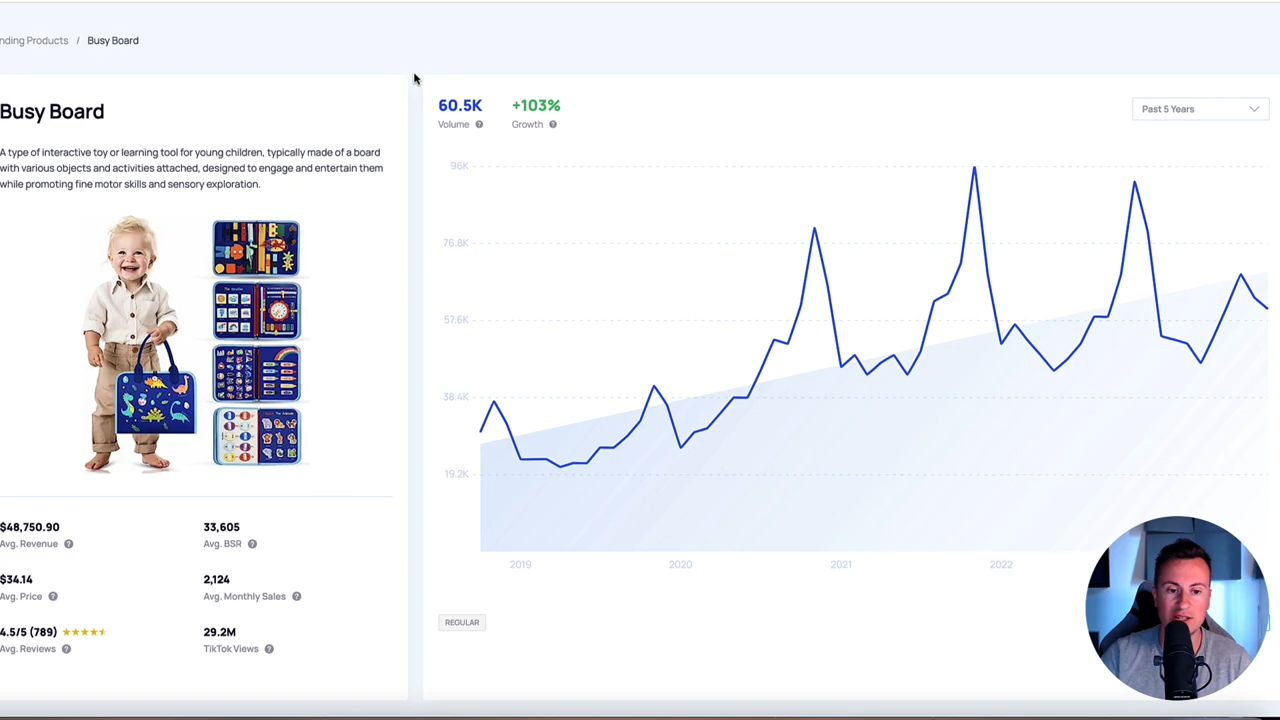 nding Products / Busy Board
Busy Board
A type of interactive toy or learning tool for young children, typically made of a board
with various objects and activities attached, designed to engage and entertain them
while promoting fine motor skills and sensory exploration.
$48,750.90
Avg. Revenue ?
33,605
Avg. BSR ?
$34.14
Avg. Price ?
2,124
Avg. Monthly Sales ?
4.5/5 (789)
Avg. Reviews ?
29.2M
TikTok Views ?
60.5K
Volume ?
+103%
Growth ?
Past 5 Years
96K
76.8K
57.6K
38.4K
19.2K
2019 2020 2021 2022
REGULAR